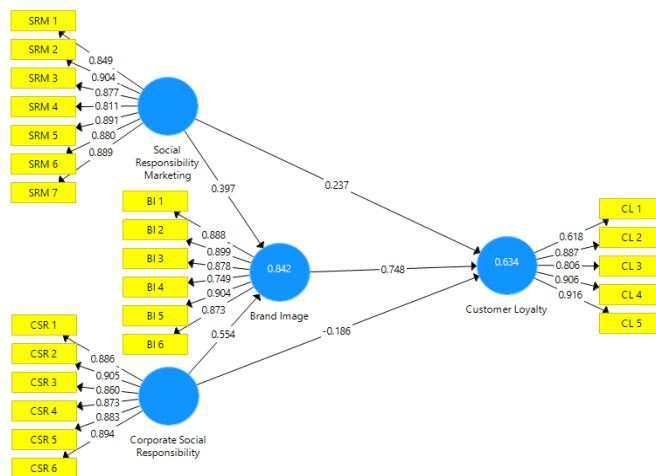 SRM 1
SRM 2
SRM 3
SRM 4
SRM 5
SRM 6
SRM 7
0.849
0.904
0.877
0.811
0.891
0.880
0.889
Social
Responsibility
Marketing
0.397
0.237
BI 1
BI 2
BI 3
BI 4
BI 5
BI 6
0.888
0.899
0.878
0.749
0.904
0.873
0.842
Brand Image
0.748
0.634
Customer Loyalty
0.618
0.887
0.806
0.906
0.916
CL 1
CL 2
CL 3
CL 4
CL 5
0.554
-0.186
CSR 1
CSR 2
CSR 3
CSR 4
CSR 5
CSR 6
0.886
0.905
0.860
0.873
0.883
0.894
Corporate Social
Responsibility